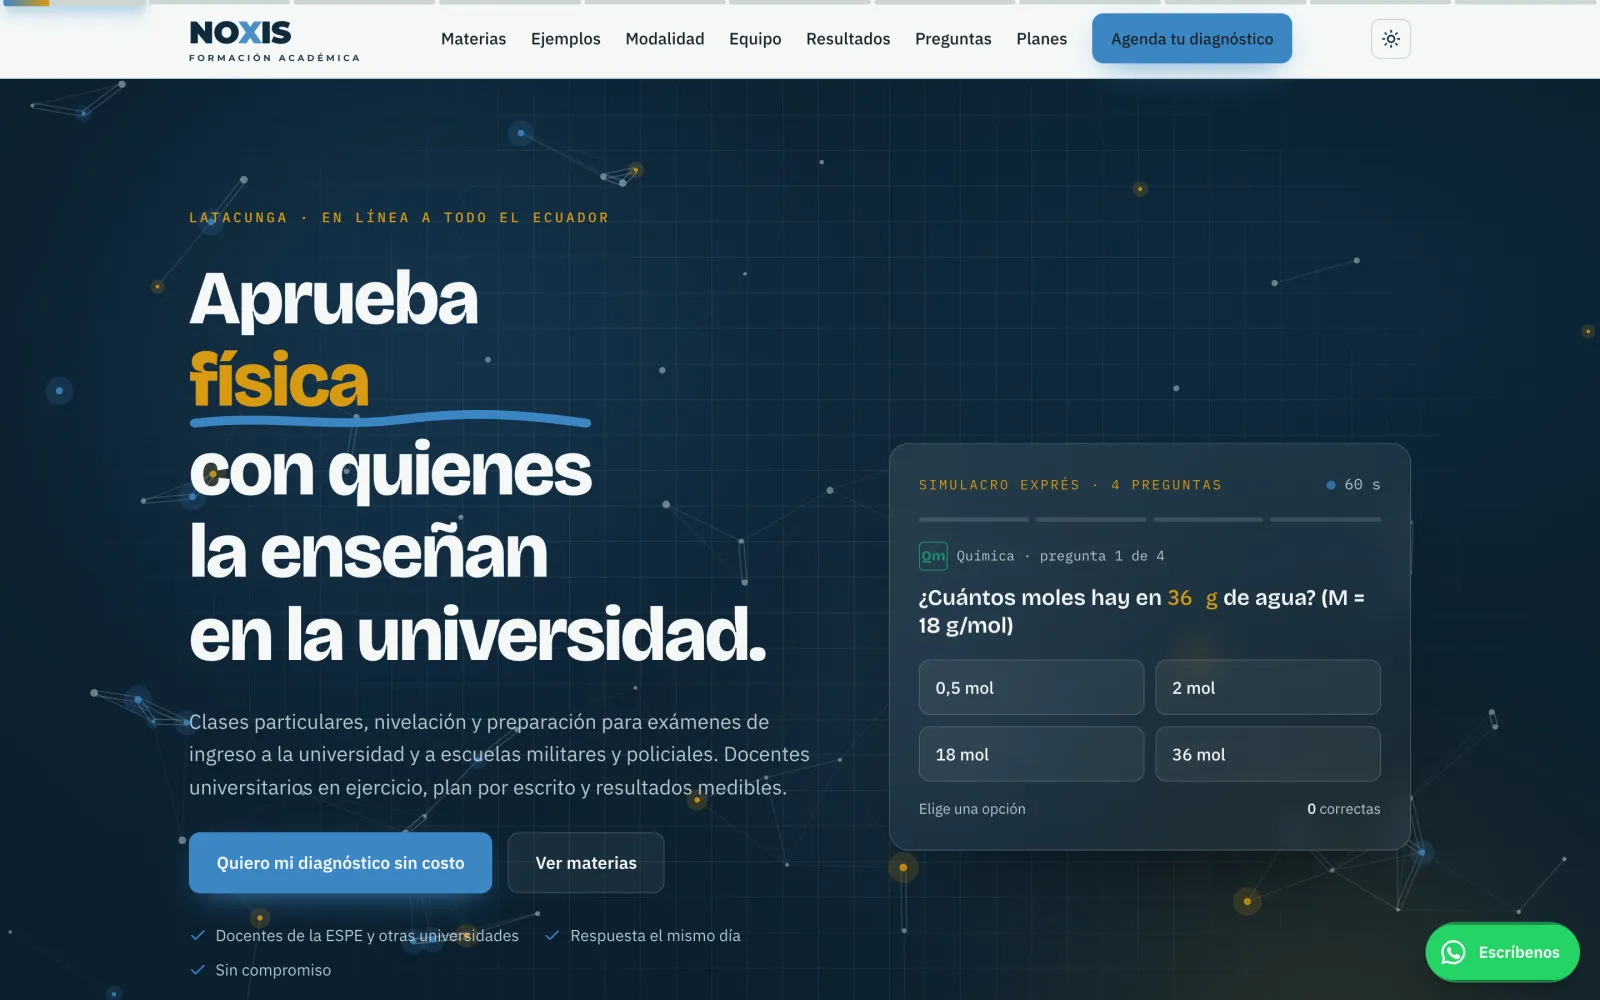 NOXIS
FORMACIÓN ACADÉMICA
Materias
Ejemplos
Modalidad
Equipo
Resultados
Preguntas
Planes
Agenda tu diagnóstico
LATACUNGA · EN LÍNEA A TODO EL ECUADOR
Aprueba
física
con quienes
la enseñan
en la universidad.
Clases particulares, nivelación y preparación para exámenes de
ingreso a la universidad y a escuelas militares y policiales. Docentes
universitarios en ejercicio, plan por escrito y resultados medibles.
Quiero mi diagnóstico sin costo
Ver materias
Docentes de la ESPE y otras universidades
Respuesta el mismo día
Sin compromiso
SIMULACRO EXPRÉS · 4 PREGUNTAS
60 s
Qm
Química · pregunta 1 de 4
¿Cuántos moles hay en 36 g de agua? (M =
18 g/mol)
0,5 mol
2 mol
18 mol
36 mol
Elige una opción
0 correctas
Escríbenos